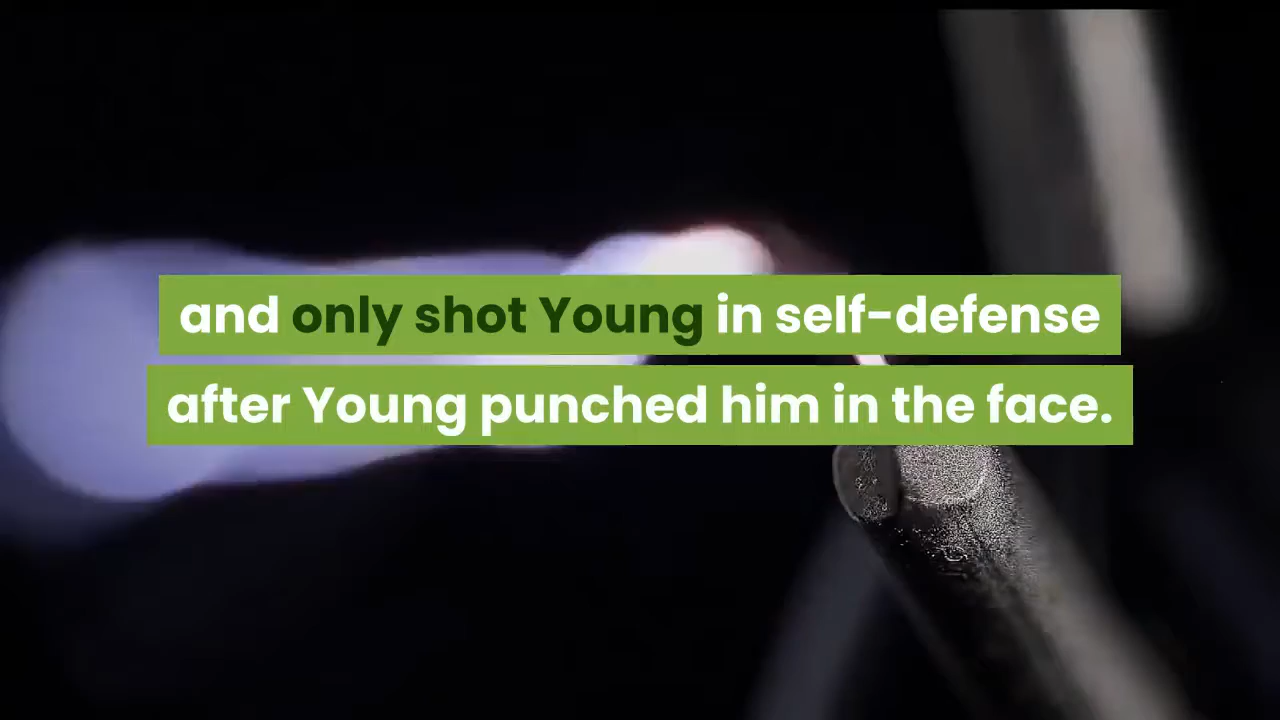 and only shot Young in self-defense
after Young punched him in the face.